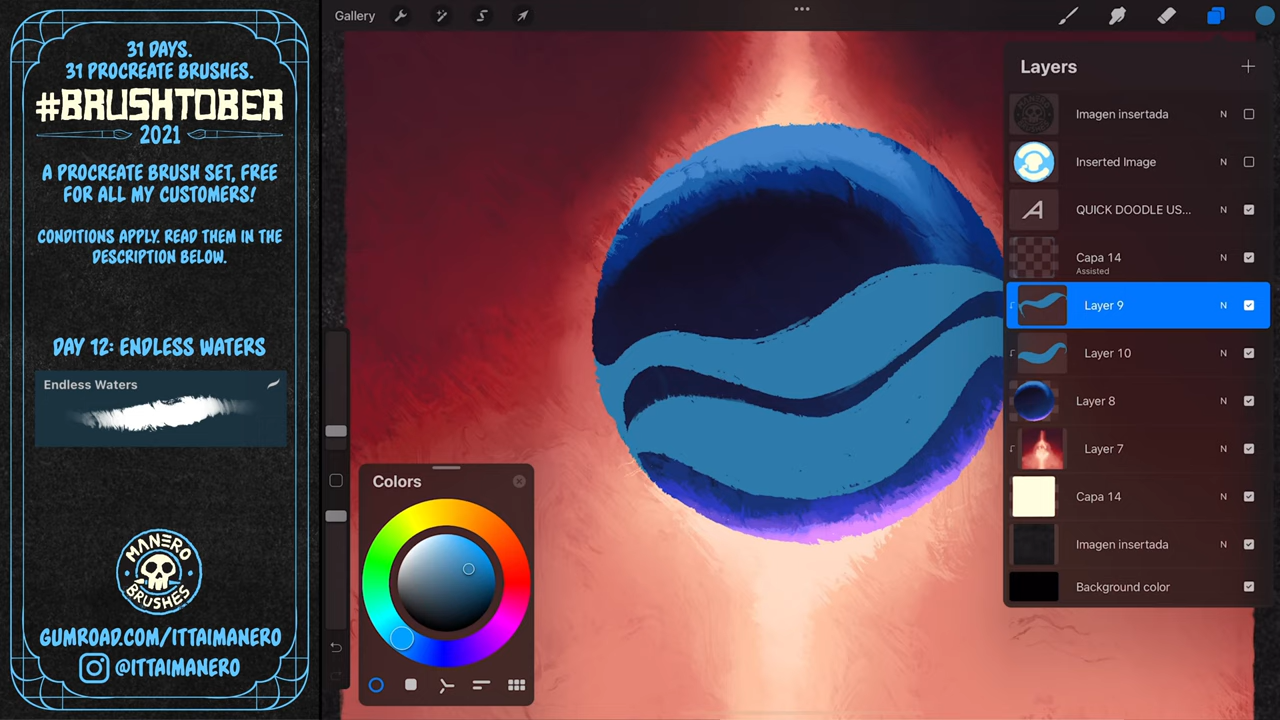 31 DAYS.
31 PROCREATE BRUSHES.
#BRUSHTOBER
2021
A PROCREATE BRUSH SET, FREE
FOR ALL MY CUSTOMERS!
CONDITIONS APPLY. READ THEM IN THE
DESCRIPTION BELOW.
DAY 12: ENDLESS WATERS
Endless Waters
MANERO
BRUSHES
GUMROAD.COM/ITTAIMANERO
@ITTAIMANERO
Gallery
Colors
Layers
Imagen insertada N
Inserted Image N
A QUICK DOODLE US... N
Capa 14 N
Assisted
Layer 9 N
Layer 10 N
Layer 8 N
Layer 7 N
Capa 14 N
Imagen insertada N
Background color